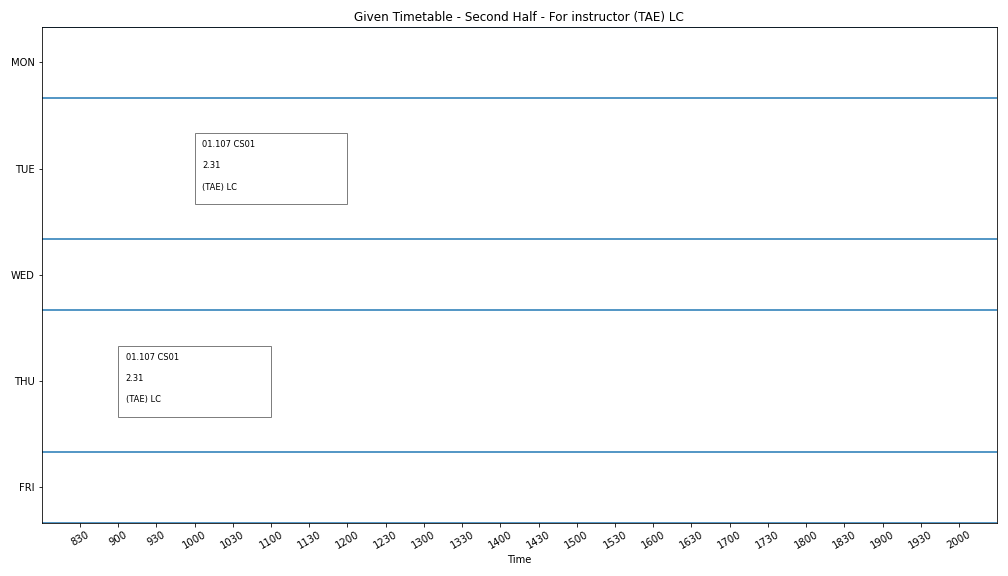 Given Timetable - Second Half - For instructor (TAE) LC
MON
TUE
01.107 CS01
2.31
(TAE) LC
WED
THU
01.107 CS01
2.31
(TAE) LC
FRI
830 900 930 1000 1030 1100 1130 1200 1230 1300 1330 1400 1430 1500 1530 1600 1630 1700 1730 1800 1830 1900 1930 2000
Time